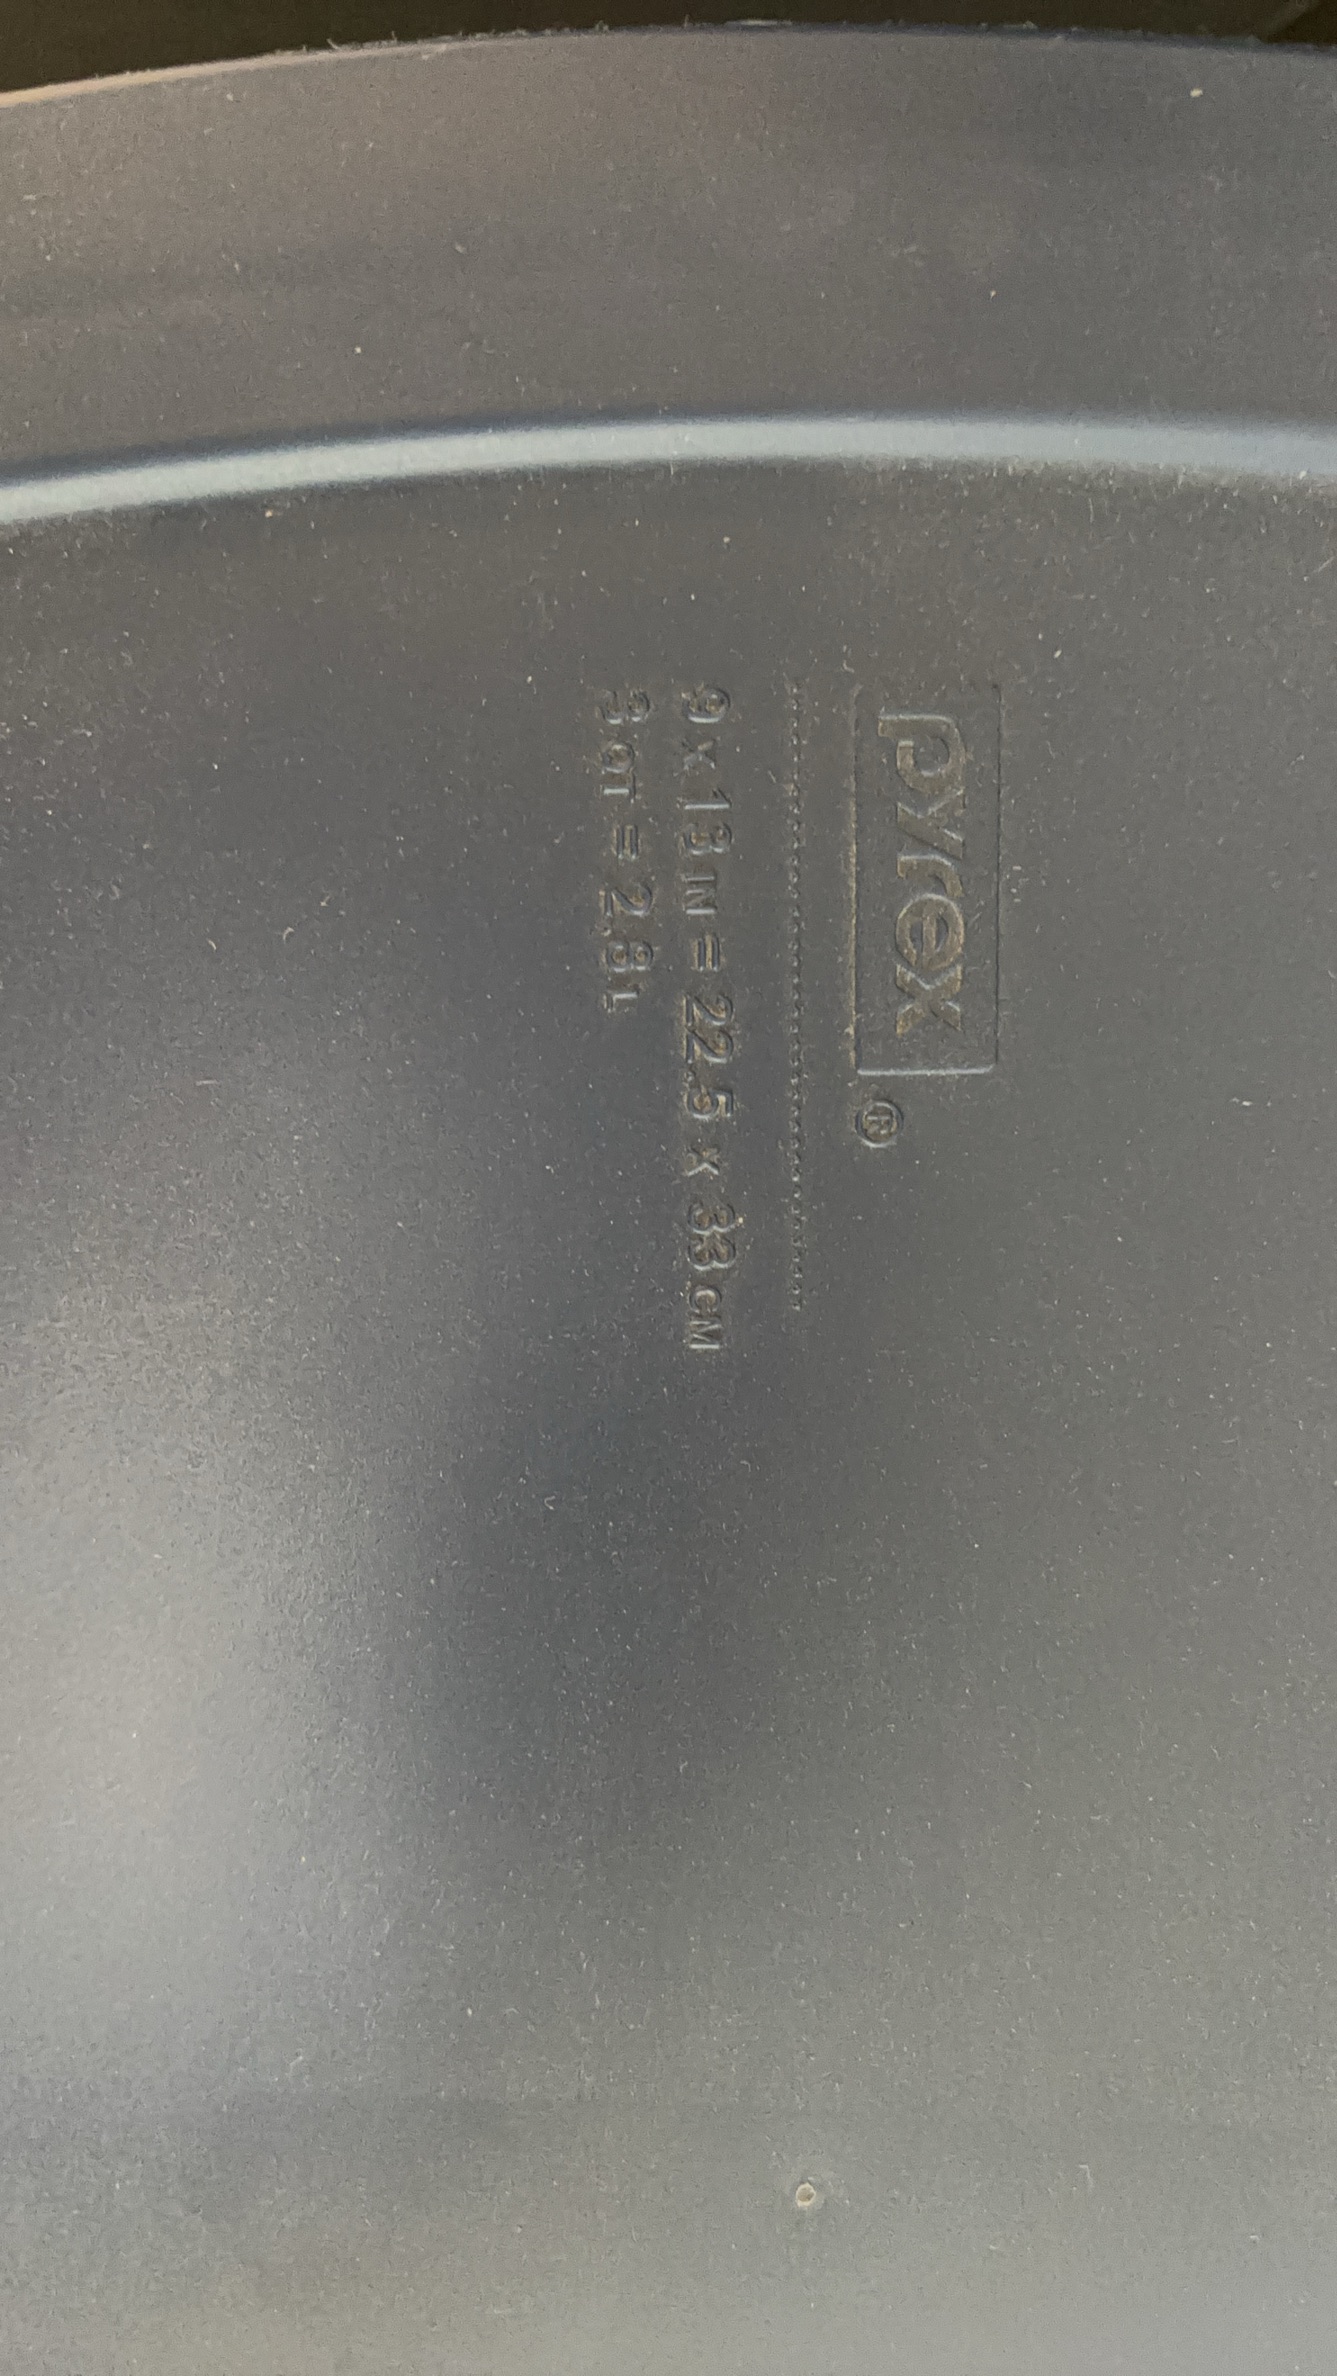 pyrex®
9 x 13 IN = 22.5 x 33 CM
3 QT = 2.8 L